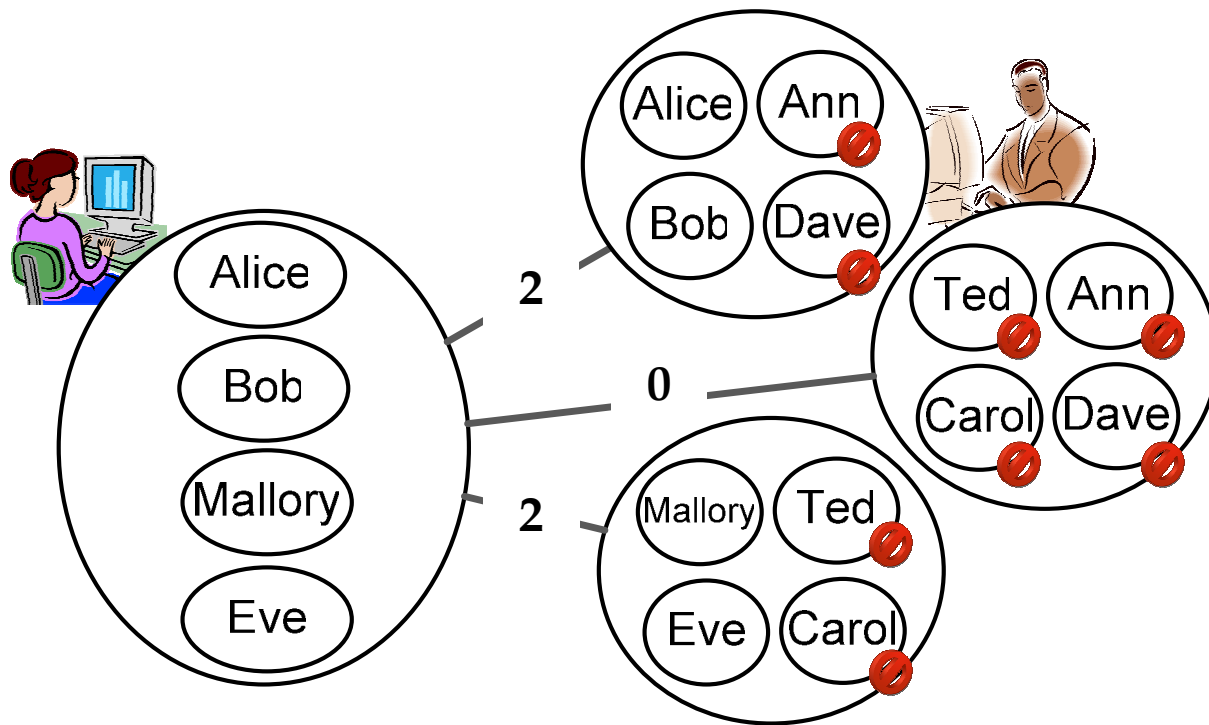 Alice
Bob
Mallory
Eve
2
0
2
Alice Ann
Bob Dave
Ted Ann
Carol Dave
Mallory Ted
Eve Carol